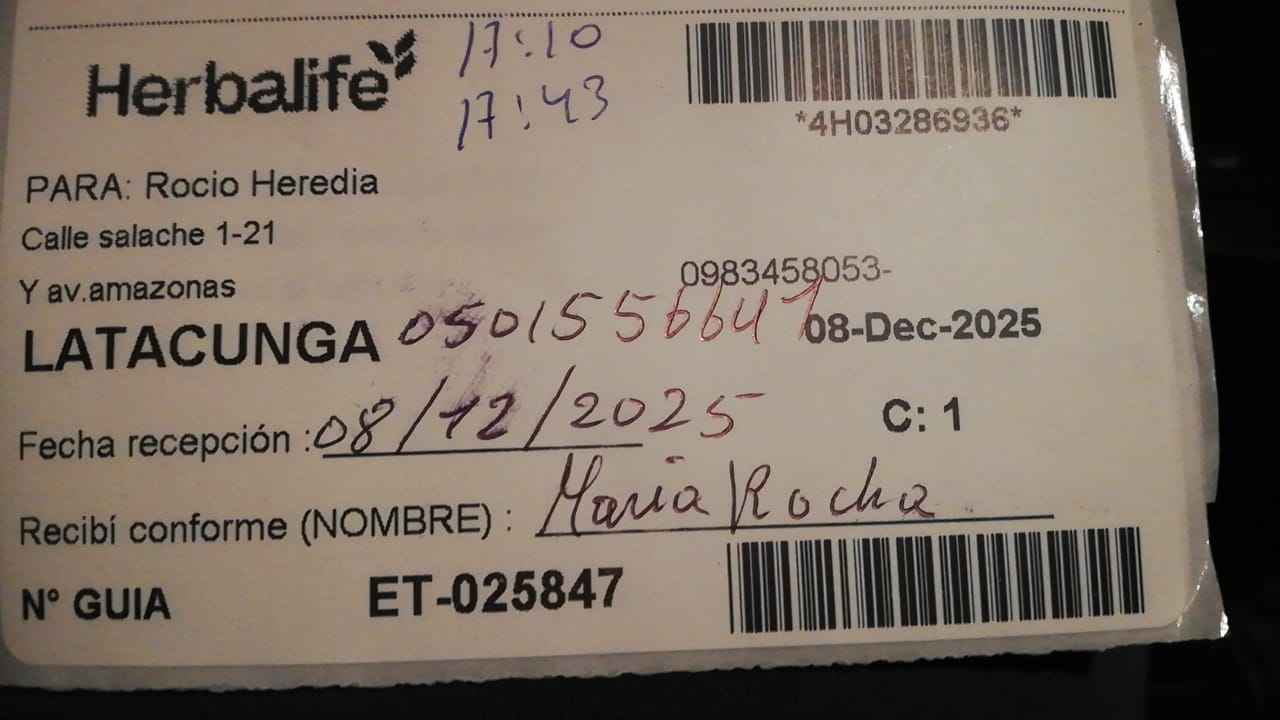 Herbalife
17:10
17:43
*4H03286936*
PARA: Rocio Heredia
Calle salache 1-21
Y av.amazonas
0983458053-
LATACUNGA 0501556641 08-Dec-2025
Fecha recepción : 08/12/2025
C: 1
Recibí conforme (NOMBRE) : Maria Rocha
N° GUIA ET-025847